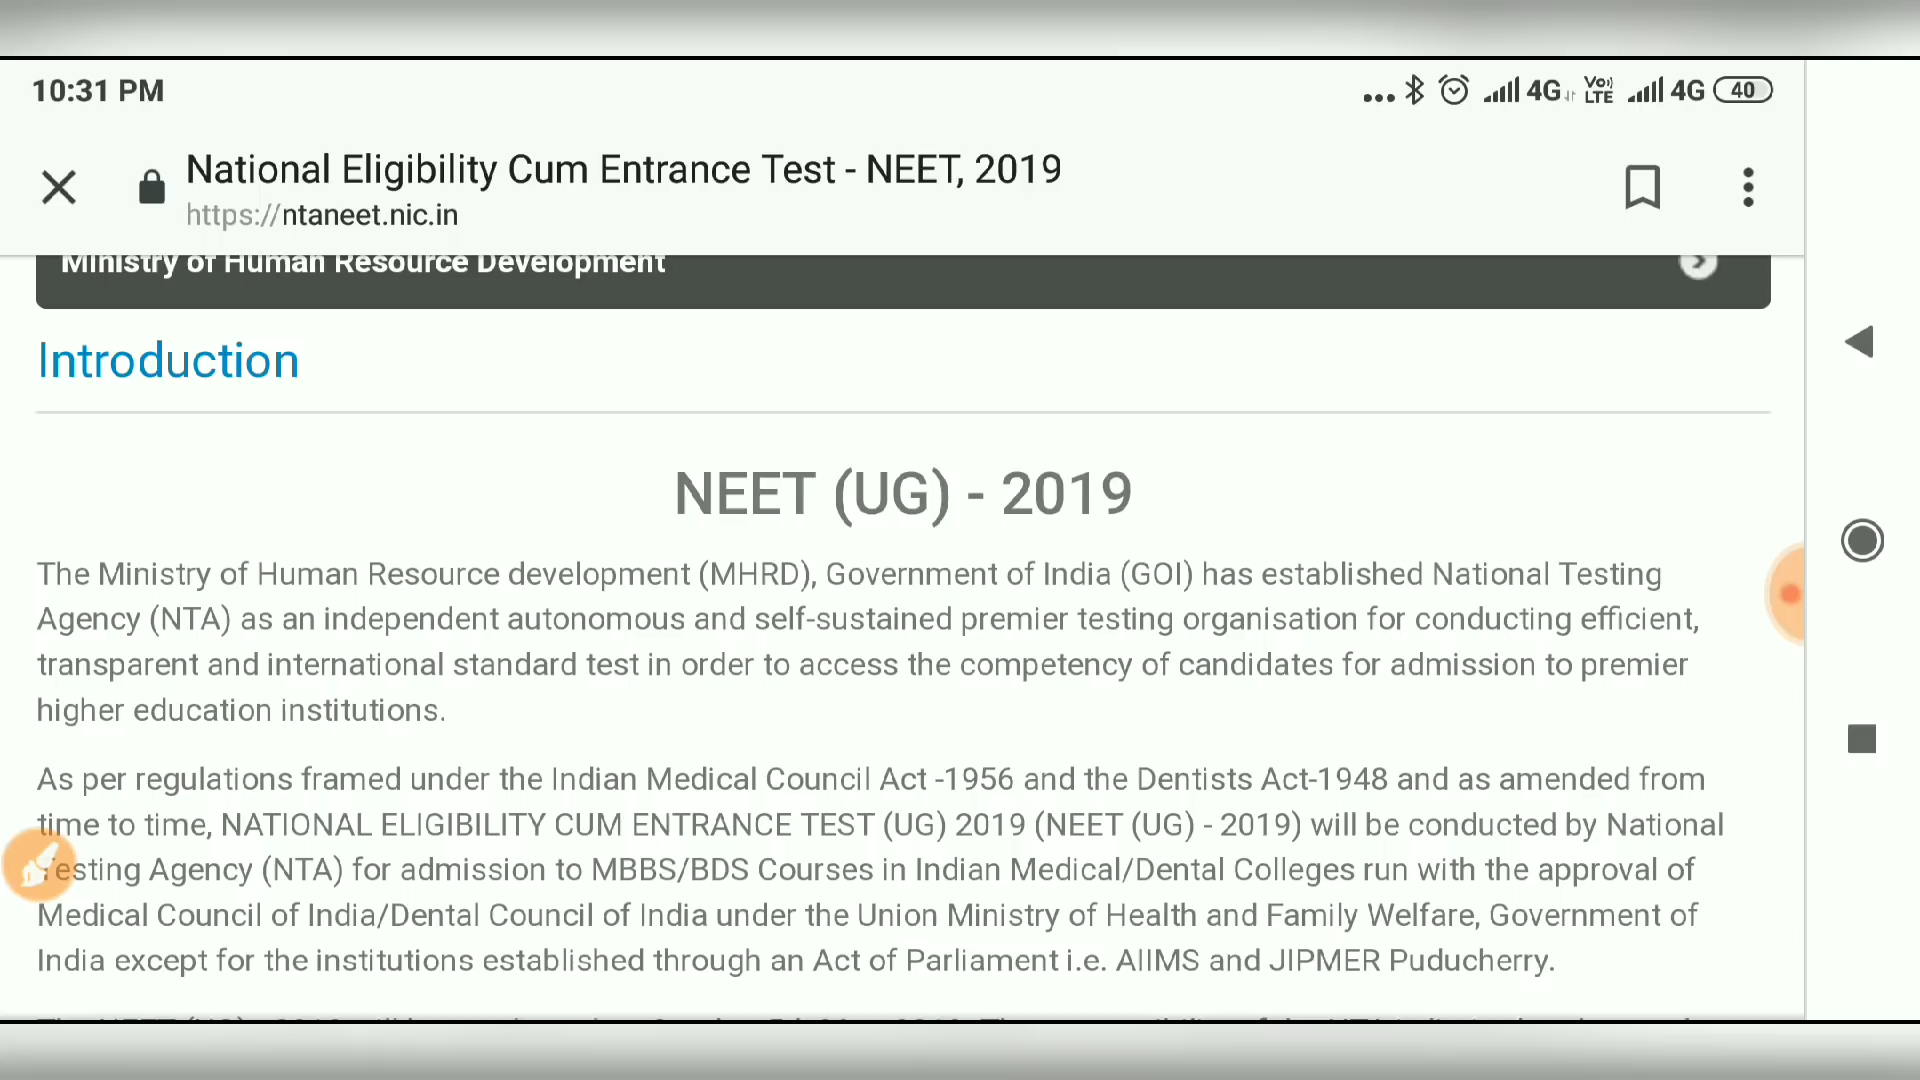 10:31 PM
4G VoLTE 4G 40
National Eligibility Cum Entrance Test - NEET, 2019
https://ntaneet.nic.in
Ministry of Human Resource Development
Introduction
NEET (UG) - 2019
The Ministry of Human Resource development (MHRD), Government of India (GOI) has established National Testing
Agency (NTA) as an independent autonomous and self-sustained premier testing organisation for conducting efficient,
transparent and international standard test in order to access the competency of candidates for admission to premier
higher education institutions.
As per regulations framed under the Indian Medical Council Act -1956 and the Dentists Act-1948 and as amended from
time to time, NATIONAL ELIGIBILITY CUM ENTRANCE TEST (UG) 2019 (NEET (UG) - 2019) will be conducted by National
Testing Agency (NTA) for admission to MBBS/BDS Courses in Indian Medical/Dental Colleges run with the approval of
Medical Council of India/Dental Council of India under the Union Ministry of Health and Family Welfare, Government of
India except for the institutions established through an Act of Parliament i.e. AIIMS and JIPMER Puducherry.